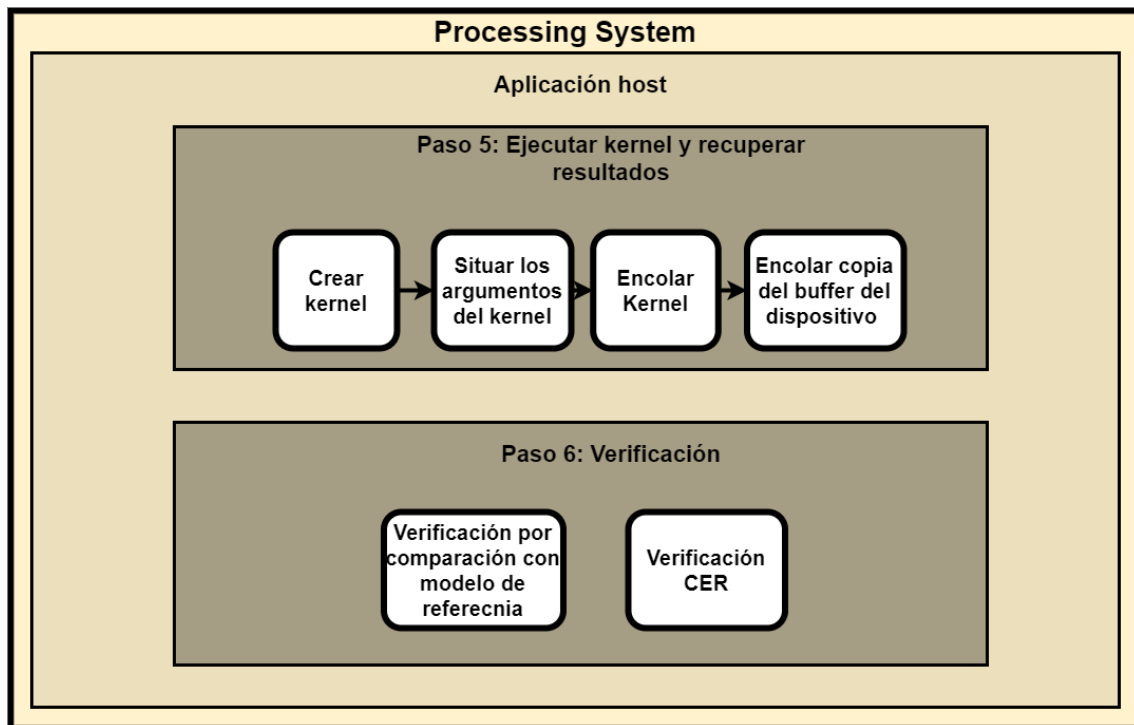 Processing System
Aplicación host
Paso 5: Ejecutar kernel y recuperar
resultados
Crear
kernel
Situar los
argumentos
del kernel
Encolar
Kernel
Encolar copia
del buffer del
dispositivo
Paso 6: Verificación
Verificación por
comparación con
modelo de
referecnia
Verificación
CER